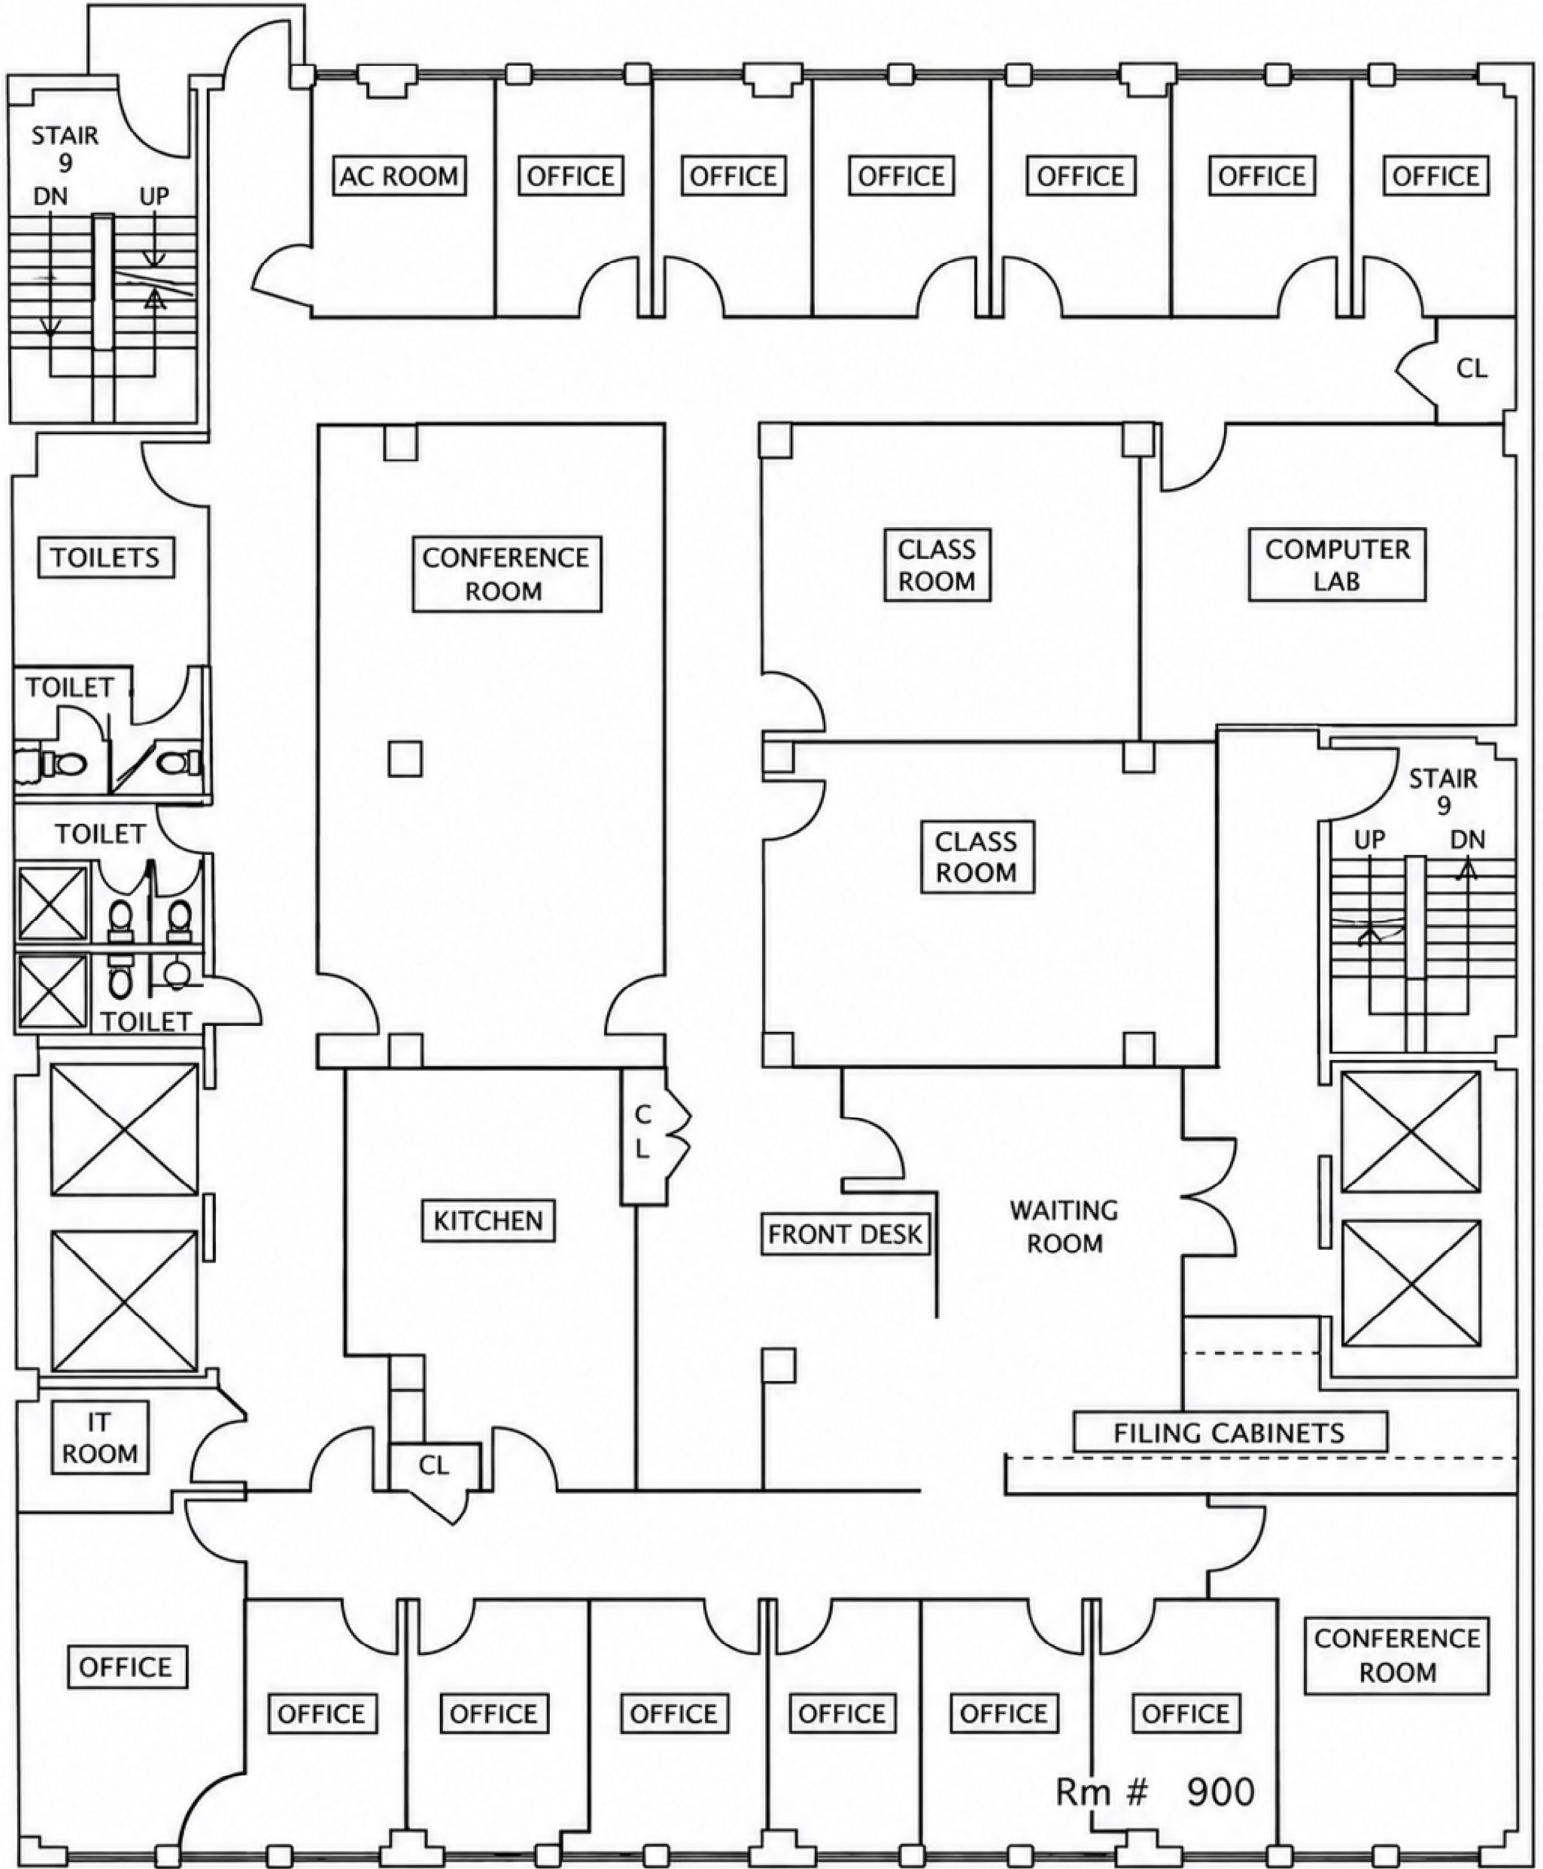 STAIR
9
DN
UP
AC ROOM
OFFICE
OFFICE
OFFICE
OFFICE
OFFICE
OFFICE
CL
TOILETS
CONFERENCE
ROOM
CLASS
ROOM
COMPUTER
LAB
TOILET
TOILET
TOILET
CLASS
ROOM
STAIR
9
UP
DN
C
L
KITCHEN
FRONT DESK
WAITING
ROOM
IT
ROOM
CL
FILING CABINETS
OFFICE
OFFICE
OFFICE
OFFICE
OFFICE
OFFICE
OFFICE
CONFERENCE
ROOM
Rm # 900